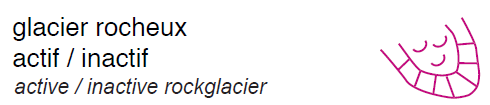 glacier rocheux
actif / inactif
active / inactive rockglacier